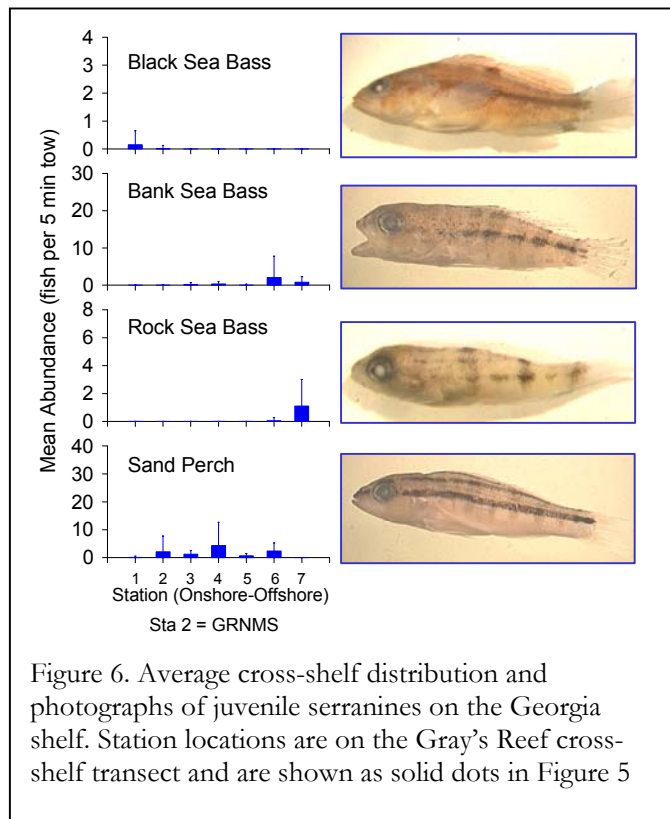 Mean Abundance (fish per 5 min tow)
4
Black Sea Bass
3
2
1
0
30
Bank Sea Bass
20
10
0
8
Rock Sea Bass
6
4
2
0
40
Sand Perch
30
20
10
0
1 2 3 4 5 6 7
Station (Onshore-Offshore)
Sta 2 = GRNMS
Figure 6. Average cross-shelf distribution and
photographs of juvenile serranines on the Georgia
shelf. Station locations are on the Gray's Reef cross-
shelf transect and are shown as solid dots in Figure 5